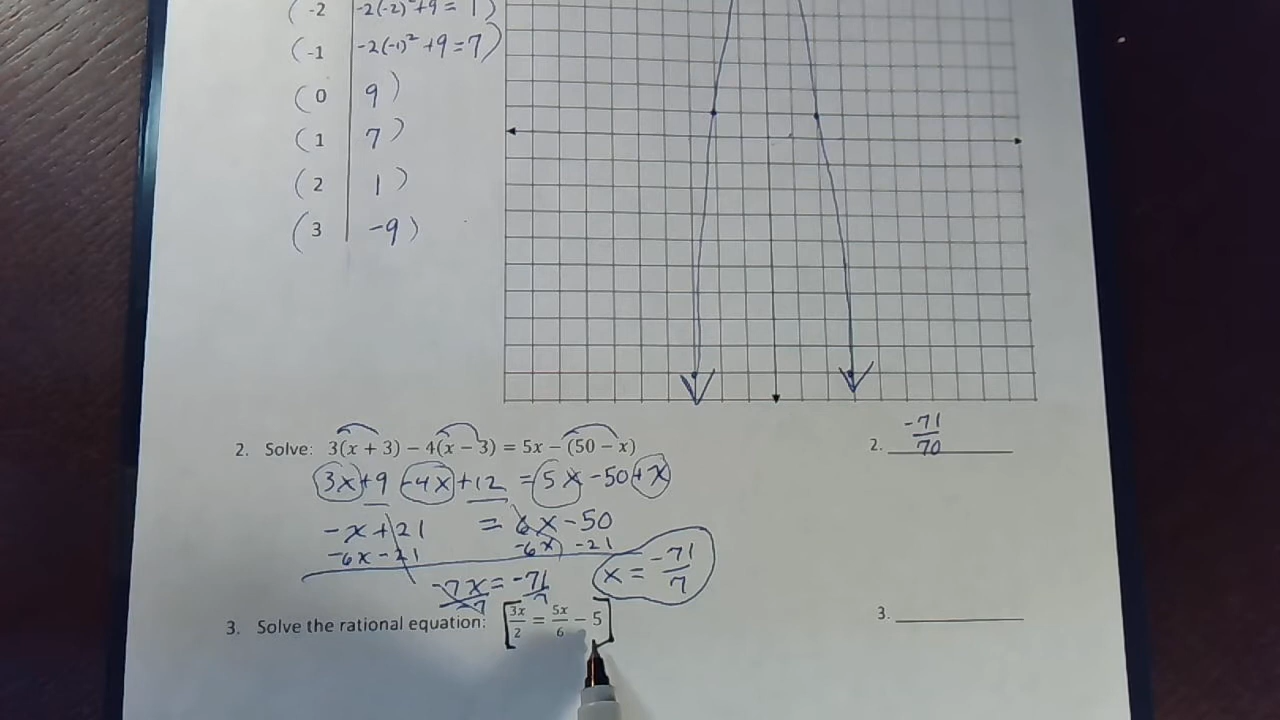 (-2 | -2(-2)²+9 = 1)
(-1 | -2(-1)² +9 = 7)
(0 | 9)
(1 | 7)
(2 | 1)
(3 | -9)
2. Solve: 3(x + 3) − 4(x − 3) = 5x − (50 − x) 2. -71/70
3x +9 -4x +12 = 5x -50 +x
-x +21 = 6x -50
-6x -21 -6x -21
-7x = -71 x = -71/7
-7 7
3. Solve the rational equation: [3x/2 = 5x/6 − 5] 3.